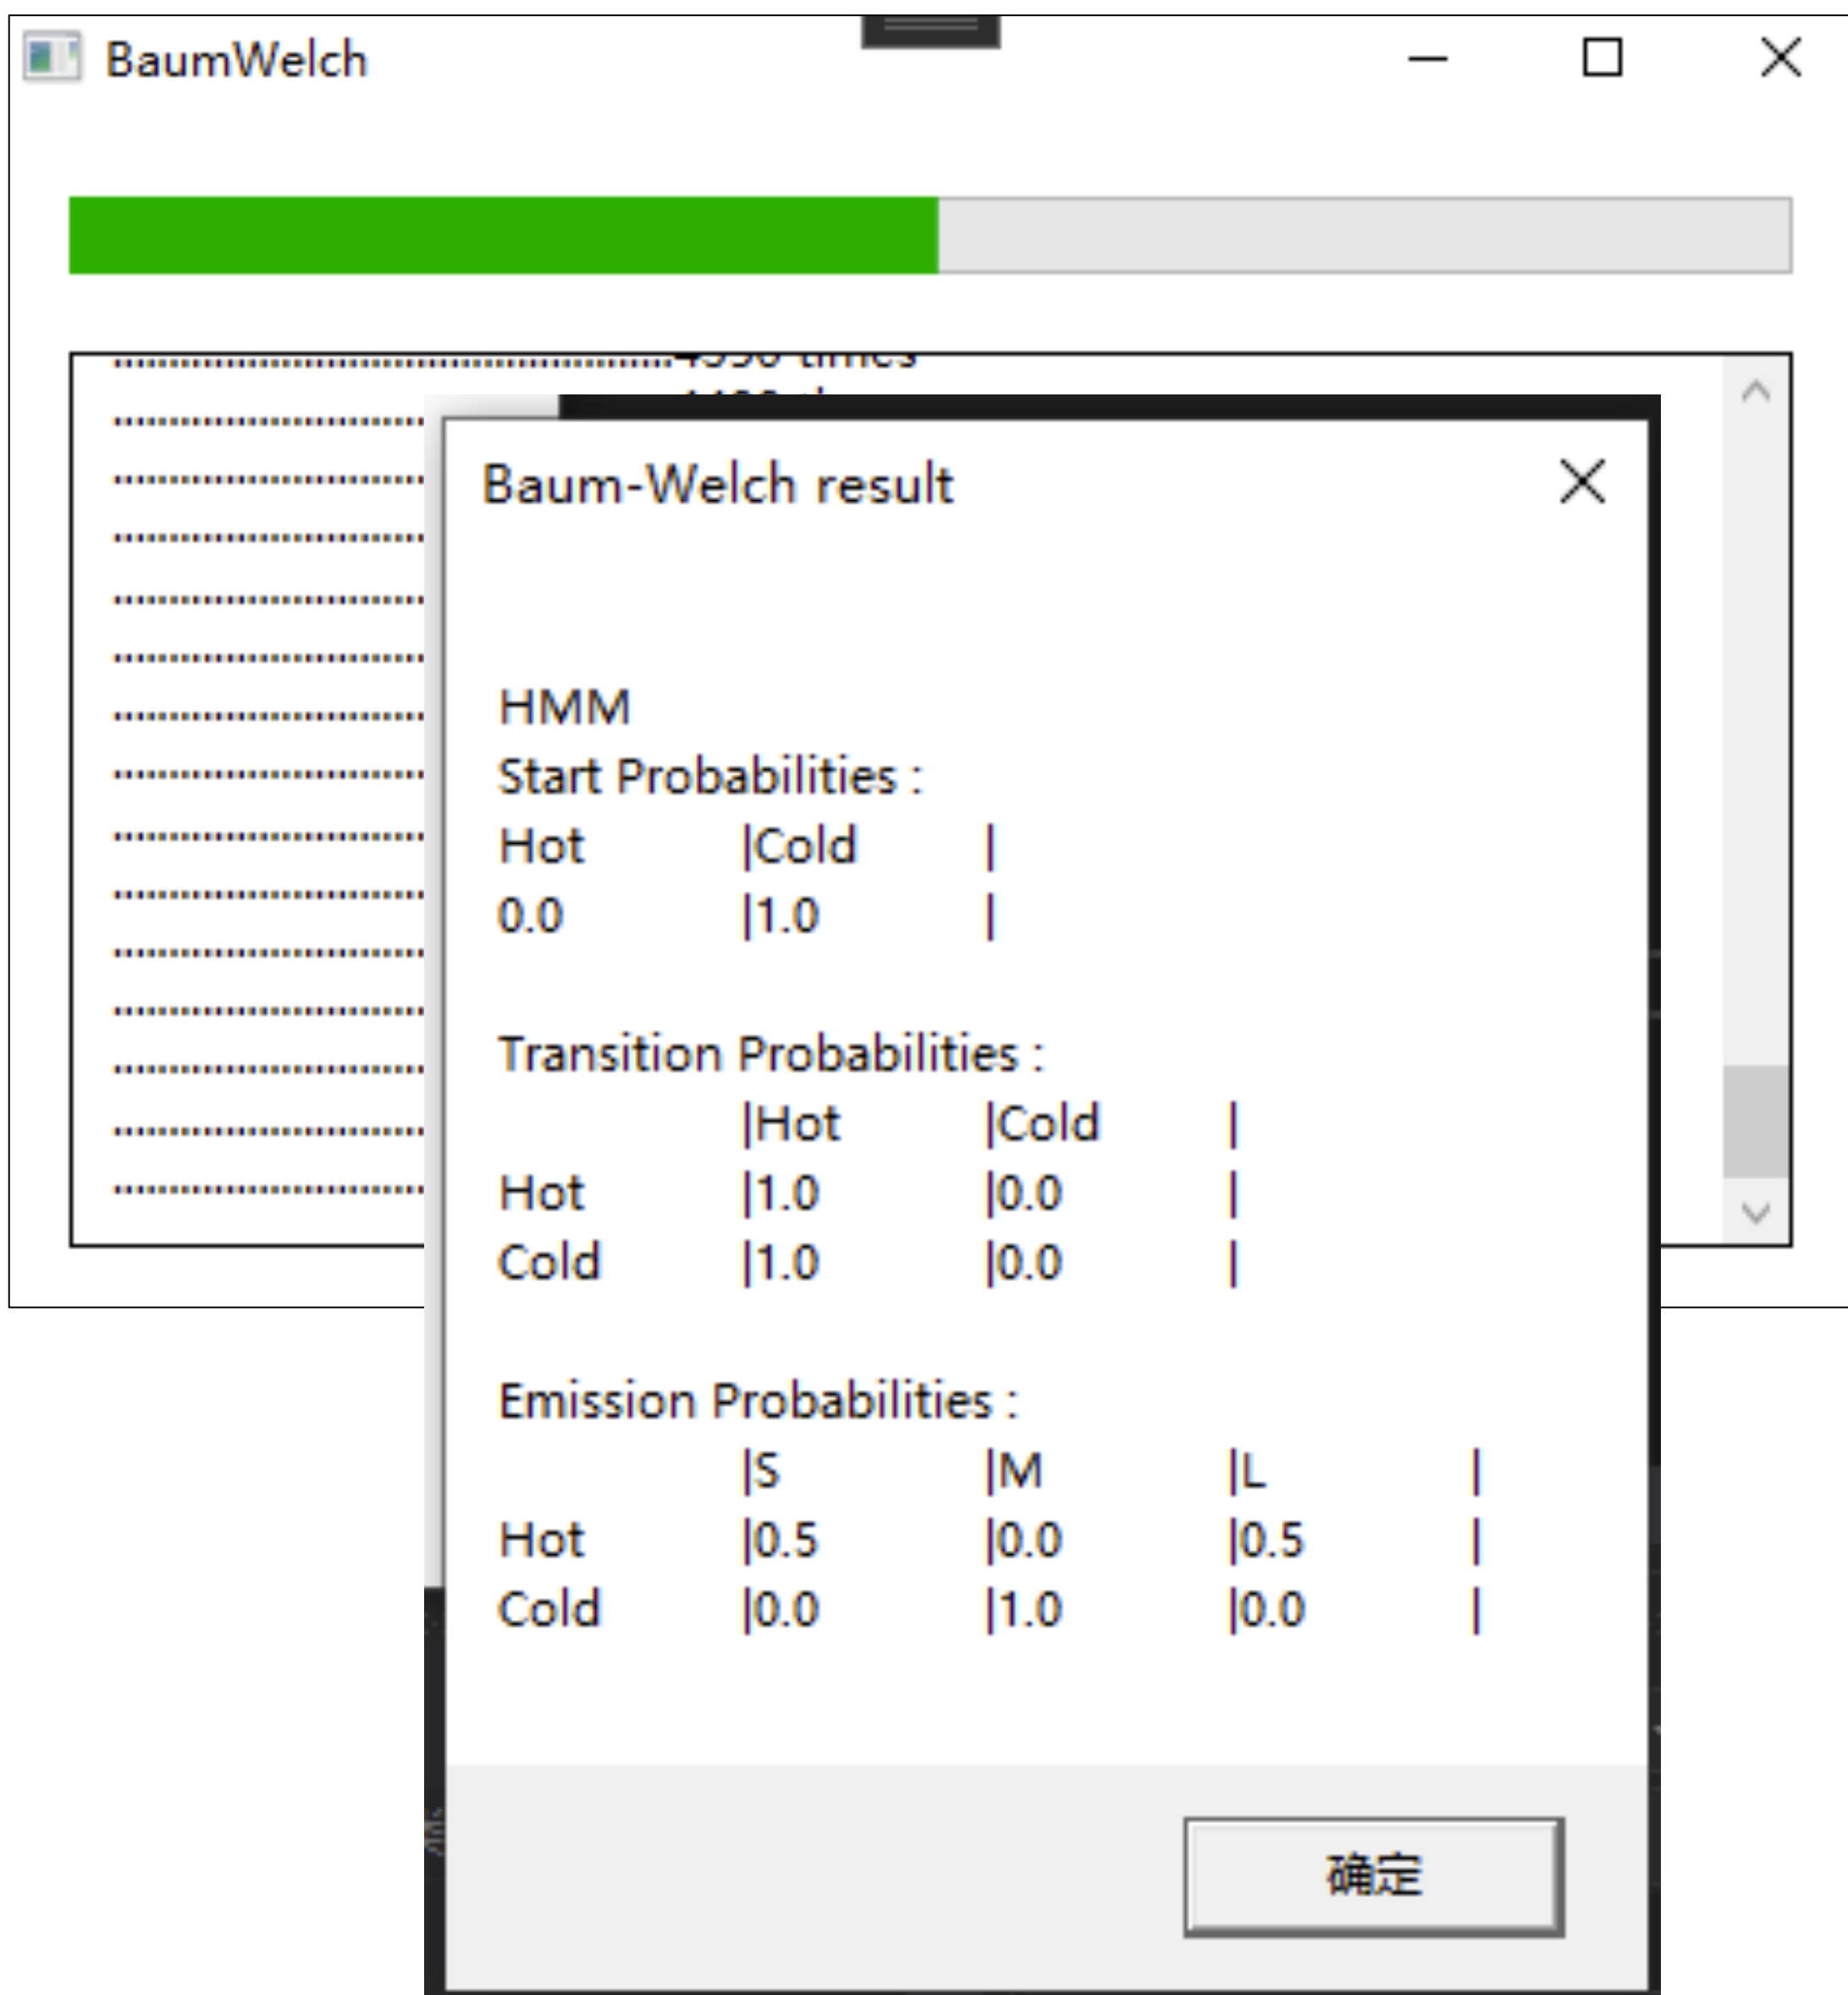 BaumWelch
times
Baum-Welch result
HMM
Start Probabilities :
Hot |Cold |
0.0 |1.0 |
Transition Probabilities :
|Hot |Cold |
Hot |1.0 |0.0 |
Cold |1.0 |0.0 |
Emission Probabilities :
|S |M |L |
Hot |0.5 |0.0 |0.5 |
Cold |0.0 |1.0 |0.0 |
确定